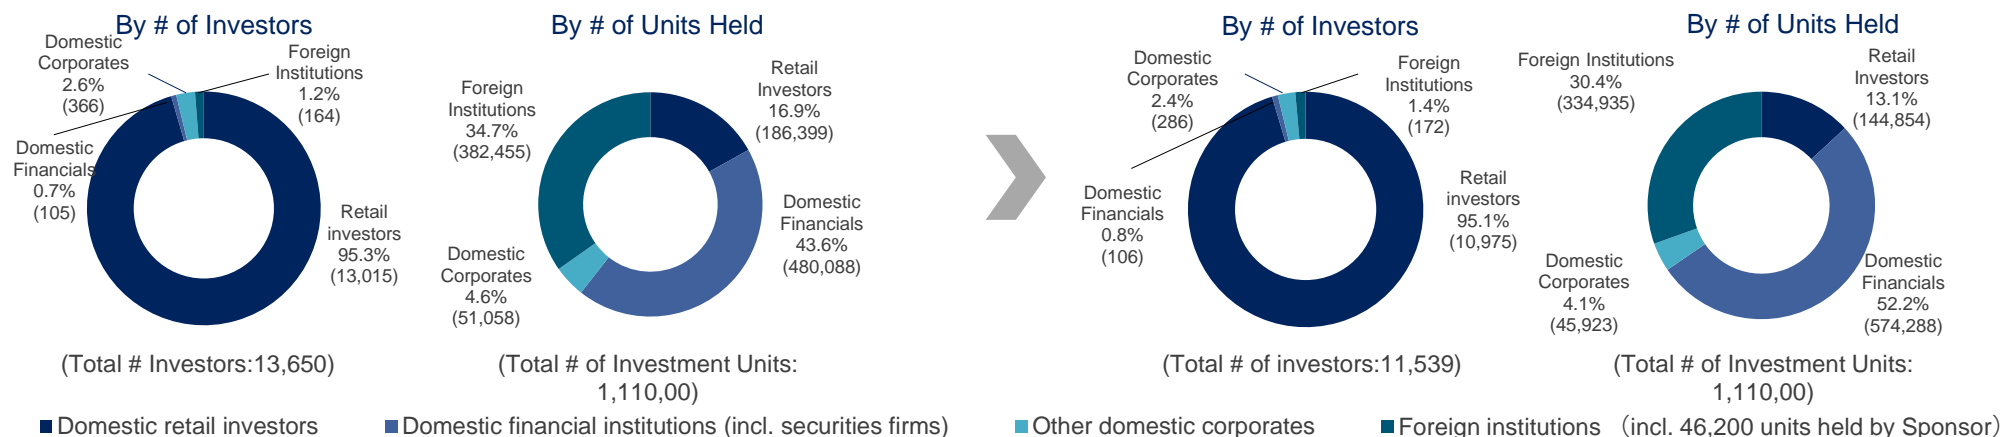 By # of Investors
Domestic
Corporates
2.6%
(366)
Foreign
Institutions
1.2%
(164)
Domestic
Financials
0.7%
(105)
Retail
investors
95.3%
(13,015)
(Total # Investors:13,650)
By # of Units Held
Foreign
Institutions
34.7%
(382,455)
Retail
Investors
16.9%
(186,399)
Domestic
Financials
43.6%
(480,088)
Domestic
Corporates
4.6%
(51,058)
(Total # of Investment Units:
1,110,00)
By # of Investors
Domestic
Corporates
2.4%
(286)
Foreign
Institutions
1.4%
(172)
Domestic
Financials
0.8%
(106)
Retail
investors
95.1%
(10,975)
(Total # of investors:11,539)
By # of Units Held
Foreign Institutions
30.4%
(334,935)
Retail
Investors
13.1%
(144,854)
Domestic
Corporates
4.1%
(45,923)
Domestic
Financials
52.2%
(574,288)
(Total # of Investment Units:
1,110,00)
Domestic retail investors
Domestic financial institutions (incl. securities firms)
Other domestic corporates
Foreign institutions （incl. 46,200 units held by Sponsor）